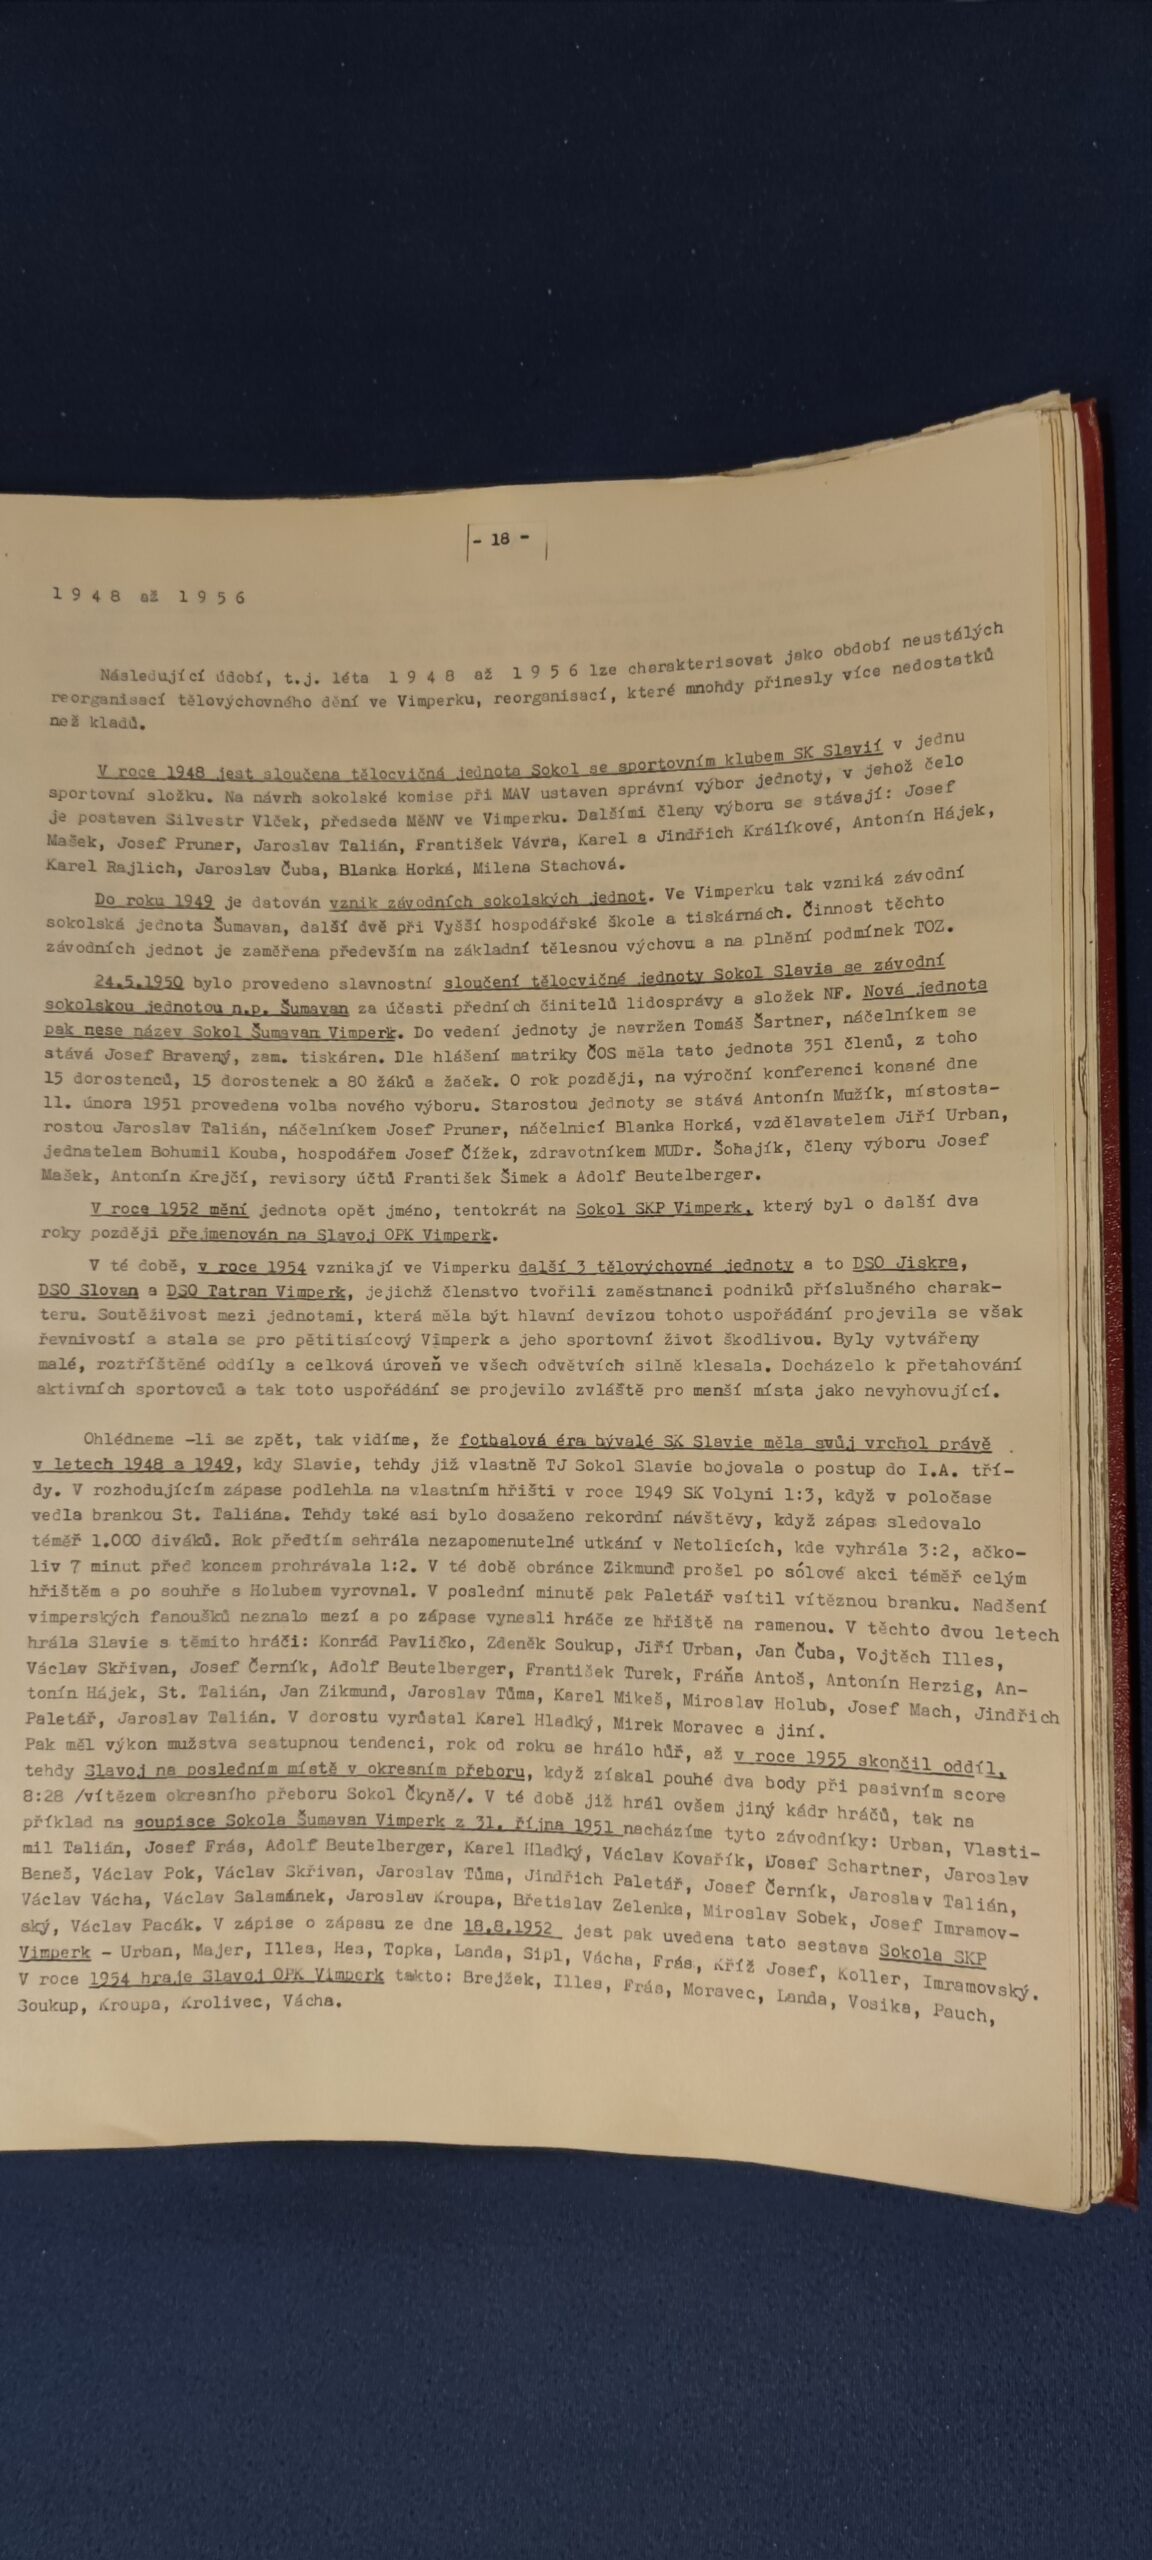 - 18 -
1 9 4 8 až 1 9 5 6
Následující údobí, t.j. léta 1 9 4 8 až 1 9 5 6 lze charakterisovat jako období neustálých
reorganisací tělovýchovného dění ve Vimperku, reorganisací, které mnohdy přinesly více nedostatků
než kladů.
V roce 1948 jest sloučena tělocvičná jednota Sokol se sportovním klubem SK Slavií v jednu
sportovní složku. Na návrh sokolské komise při MAV ustaven správní výbor jednoty, v jehož čelo
je postaven Silvestr Vlček, předseda MěNV ve Vimperku. Dalšími členy výboru se stávají: Josef
Mašek, Josef Pruner, Jaroslav Talián, František Vávra, Karel a Jindřich Králíkové, Antonín Hájek,
Karel Rajlich, Jaroslav Čuba, Blanka Horká, Milena Stachová.
Do roku 1949 je datován vznik závodních sokolských jednot. Ve Vimperku tak vzniká závodní
sokolská jednota Šumavan, další dvě při Vyšší hospodářské škole a tiskárnách. Činnost těchto
závodních jednot je zaměřena především na základní tělesnou výchovu a na plnění podmínek TOZ.
24.5.1950 bylo provedeno slavnostní sloučení tělocvičné jednoty Sokol Slavia se závodní
sokolskou jednotou n.p. Šumavan za účasti předních činitelů lidosprávy a složek NF. Nová jednota
pak nese název Sokol Šumavan Vimperk. Do vedení jednoty je navržen Tomáš Šartner, náčelníkem se
stává Josef Bravený, zam. tiskáren. Dle hlášení matriky ČOS měla tato jednota 351 členů, z toho
15 dorostenců, 15 dorostenek a 80 žáků a žaček. O rok později, na výroční konferenci konané dne
11. února 1951 provedena volba nového výboru. Starostou jednoty se stává Antonín Mužík, místosta-
rostou Jaroslav Talián, náčelníkem Josef Pruner, náčelnicí Blanka Horká, vzdělavatelem Jiří Urban,
jednatelem Bohumil Kouba, hospodářem Josef Čížek, zdravotníkem MUDr. Šohajík, členy výboru Josef
Mašek, Antonín Krejčí, revisory účtů František Šimek a Adolf Beutelberger.
V roce 1952 mění jednota opět jméno, tentokrát na Sokol SKP Vimperk, který byl o další dva
roky později přejmenován na Slavoj OPK Vimperk.
V té době, v roce 1954 vznikají ve Vimperku další 3 tělovýchovné jednoty a to DSO Jiskra,
DSO Slovan a DSO Tatran Vimperk, jejichž členstvo tvořili zaměstnanci podniků příslušného charak-
teru. Soutěživost mezi jednotami, která měla být hlavní devizou tohoto uspořádání projevila se však
řevnivostí a stala se pro pětitisícový Vimperk a jeho sportovní život škodlivou. Byly vytvářeny
malé, roztříštěné oddíly a celková úroveň ve všech odvětvích silně klesala. Docházelo k přetahování
aktivních sportovců a tak toto uspořádání se projevilo zvláště pro menší místa jako nevyhovující.
Ohlédneme -li se zpět, tak vidíme, že fotbalová éra bývalé SK Slavie měla svůj vrchol právě
v letech 1948 a 1949, kdy Slavie, tehdy již vlastně TJ Sokol Slavie bojovala o postup do I.A. tří-
dy. V rozhodujícím zápase podlehla na vlastním hřišti v roce 1949 SK Volyni 1:3, když v poločase
vedla brankou St. Taliána. Tehdy také asi bylo dosaženo rekordní návštěvy, když zápas sledovalo
téměř 1.000 diváků. Rok předtím sehrála nezapomenutelné utkání v Netolicích, kde vyhrála 3:2, ačko-
liv 7 minut před koncem prohrávala 1:2. V té době obránce Zikmund prošel po sólové akci téměř celým
hřištěm a po souhře s Holubem vyrovnal. V poslední minutě pak Paletář vsítil vítěznou branku. Nadšení
vimperských fanoušků neznalo mezí a po zápase vynesli hráče ze hřiště na ramenou. V těchto dvou letech
hrála Slavie s těmito hráči: Konrád Pavličko, Zdeněk Soukup, Jiří Urban, Jan Čuba, Vojtěch Illes,
Václav Skřivan, Josef Černík, Adolf Beutelberger, František Turek, Fráňa Antoš, Antonín Herzig, An-
tonín Hájek, St. Talián, Jan Zikmund, Jaroslav Tůma, Karel Mikeš, Miroslav Holub, Josef Mach, Jindřich
Paletář, Jaroslav Talián. V dorostu vyrůstal Karel Hladký, Mirek Moravec a jiní.
Pak měl výkon mužstva sestupnou tendenci, rok od roku se hrálo hůř, až v roce 1955 skončil oddíl,
tehdy Slavoj na posledním místě v okresním přeboru, když získal pouhé dva body při pasivním score
8:28 /vítězem okresního přeboru Sokol Čkyně/. V té době již hrál ovšem jiný kádr hráčů, tak na
příklad na soupisce Sokola Šumavan Vimperk z 31. října 1951 nacházíme tyto závodníky: Urban, Vlasti-
mil Talián, Josef Frás, Adolf Beutelberger, Karel Hladký, Václav Kovařík, Josef Schartner, Jaroslav
Beneš, Václav Pok, Václav Skřivan, Jaroslav Tůma, Jindřich Paletář, Josef Černík, Jaroslav Talián,
Václav Vácha, Václav Salamánek, Jaroslav Kroupa, Břetislav Zelenka, Miroslav Sobek, Josef Imramov-
ský, Václav Pacák. V zápise o zápasu ze dne 18.8.1952 jest pak uvedena tato sestava Sokola SKP
Vimperk - Urban, Majer, Illes, Hes, Topka, Landa, Sipl, Vácha, Frás, Kříž Josef, Koller, Imramovský.
V roce 1954 hraje Slavoj OPK Vimperk takto: Brejžek, Illes, Frás, Moravec, Landa, Vosika, Pauch,
Soukup, Kroupa, Krolivec, Vácha.